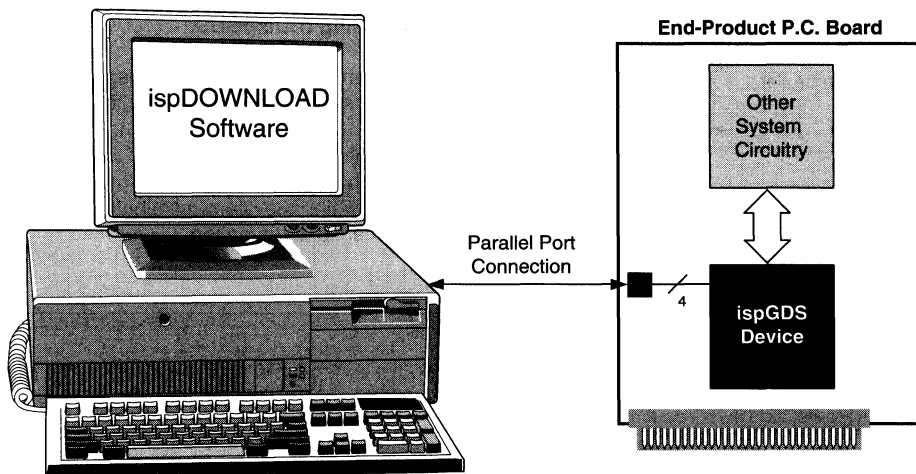 End-Product P.C. Board
ispDOWNLOAD
Software
Other
System
Circuitry
Parallel Port
Connection
4
ispGDS
Device